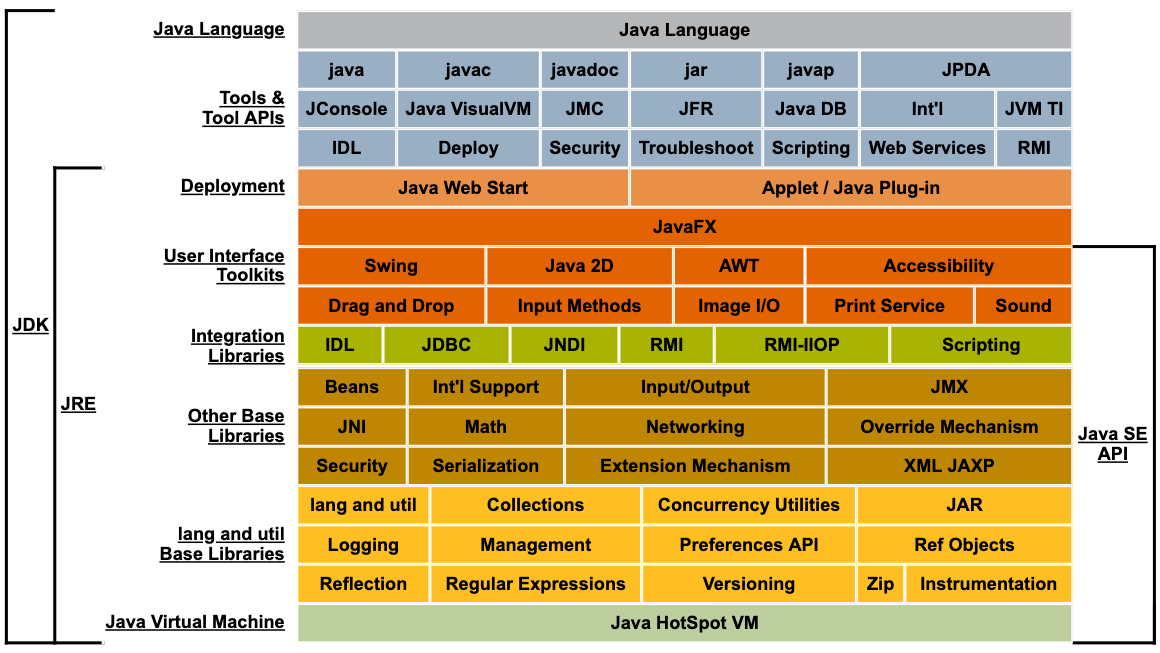 Java Language
Java Language
Tools &
Tool APIs
java javac javadoc jar javap JPDA
JConsole Java VisualVM JMC JFR Java DB Int'l JVM TI
IDL Deploy Security Troubleshoot Scripting Web Services RMI
Deployment
Java Web Start Applet / Java Plug-in
JavaFX
User Interface
Toolkits
Swing Java 2D AWT Accessibility
Drag and Drop Input Methods Image I/O Print Service Sound
Integration
Libraries
IDL JDBC JNDI RMI RMI-IIOP Scripting
JDK
JRE
Other Base
Libraries
Beans Int'l Support Input/Output JMX
JNI Math Networking Override Mechanism
Security Serialization Extension Mechanism XML JAXP
Java SE
API
lang and util
Base Libraries
lang and util Collections Concurrency Utilities JAR
Logging Management Preferences API Ref Objects
Reflection Regular Expressions Versioning Zip Instrumentation
Java Virtual Machine
Java HotSpot VM